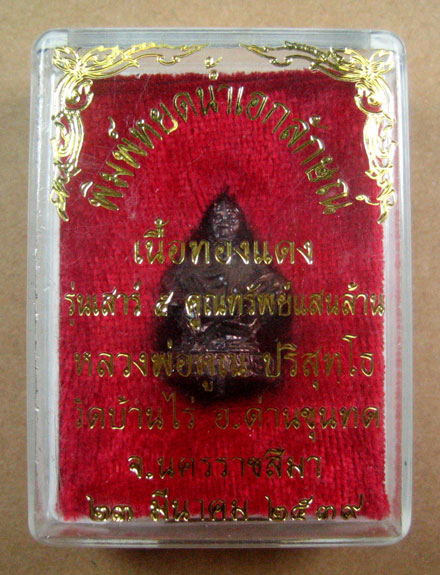 พิมพ์หยดน้ำเอกลักษณ์
เนื้อทองแดง
รุ่นเสาร์ ๕ คูณทรัพย์แสนล้าน
หลวงพ่อคูณ ปริสุทฺโธ
วัดบ้านไร่ อ.ด่านขุนทด
จ.นครราชสีมา
๒๓ มีนาคม ๒๕๓๙